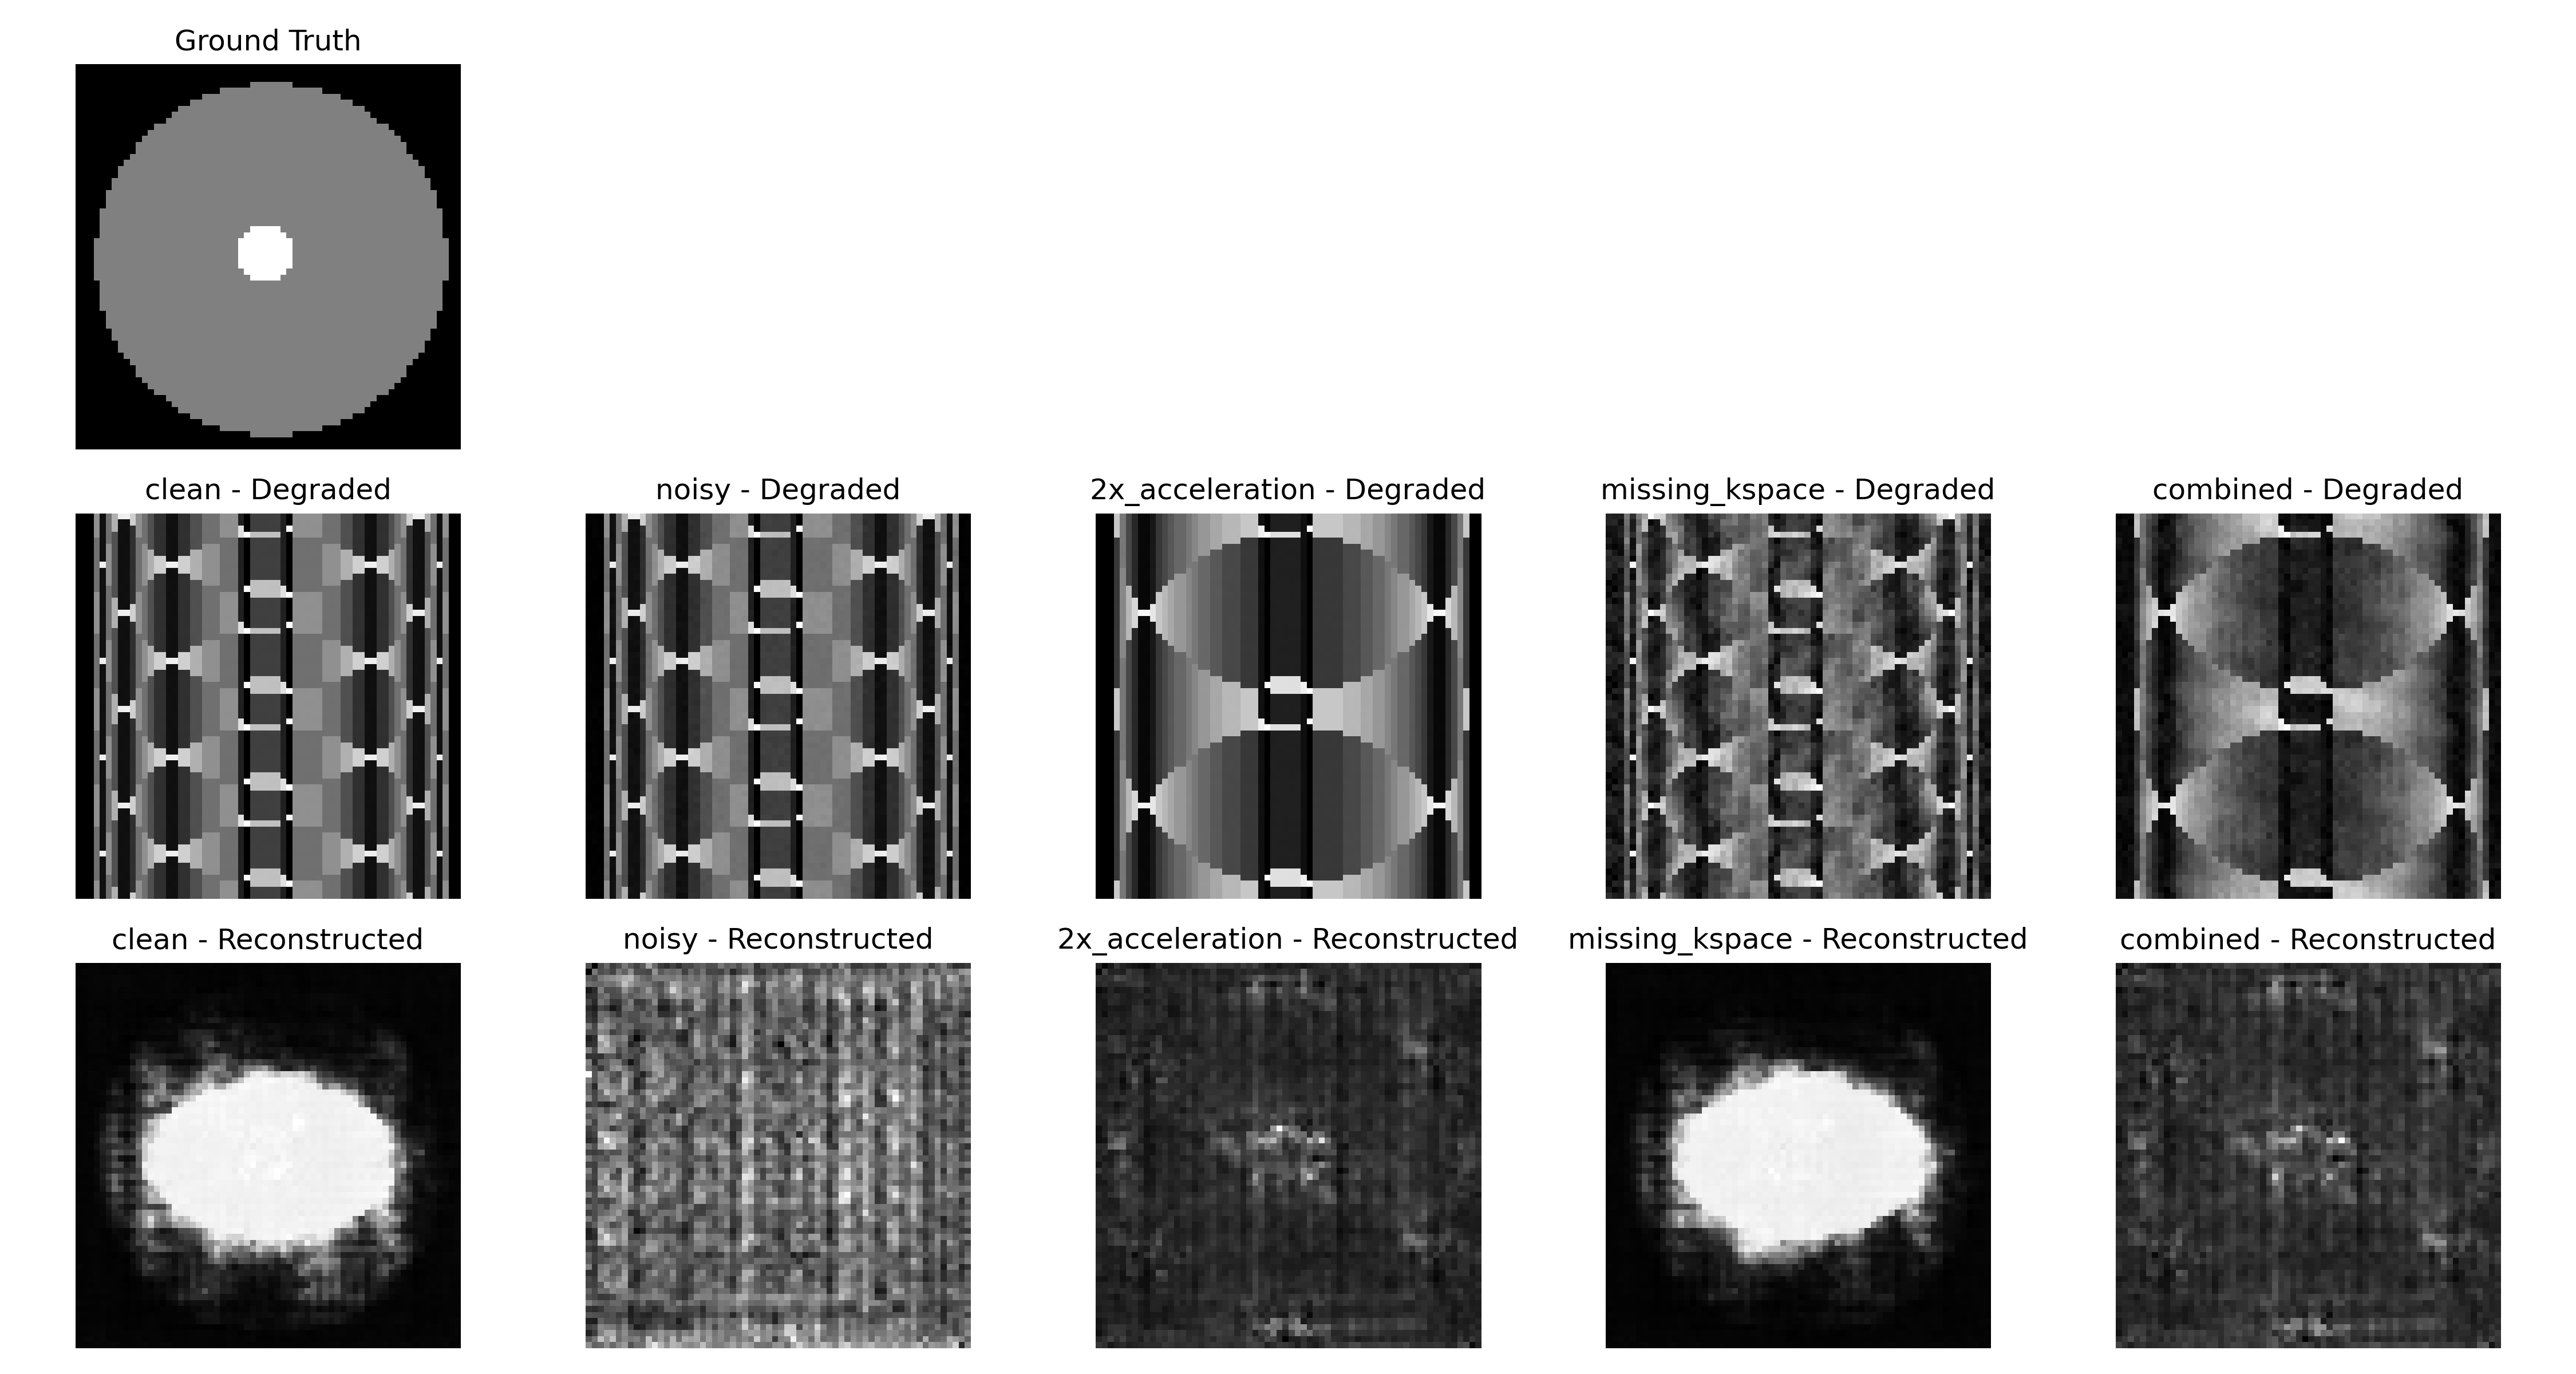 Ground Truth
clean - Degraded
noisy - Degraded
2x_acceleration - Degraded
missing_kspace - Degraded
combined - Degraded
clean - Reconstructed
noisy - Reconstructed
2x_acceleration - Reconstructed
missing_kspace - Reconstructed
combined - Reconstructed